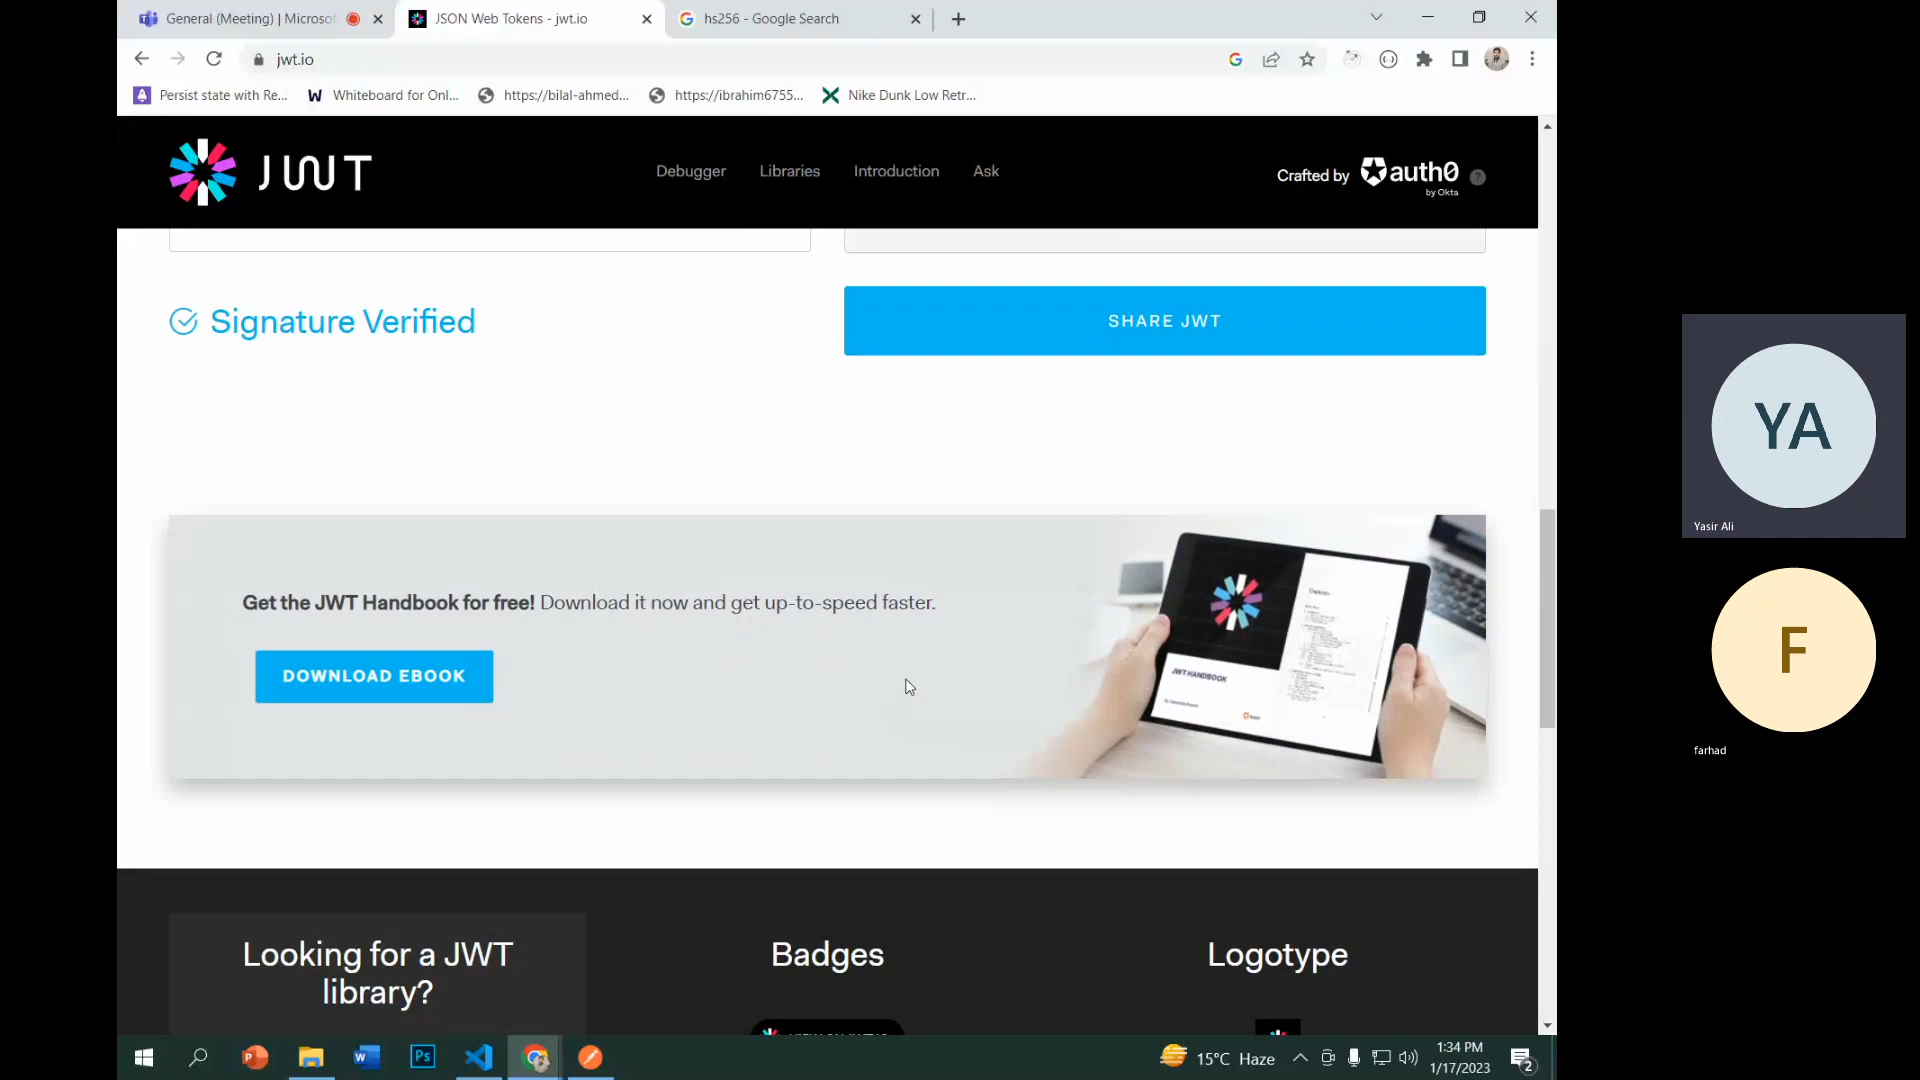 General (Meeting) | Microsof
JSON Web Tokens - jwt.io
hs256 - Google Search
jwt.io
Persist state with Re...
Whiteboard for Onl...
https://bilal-ahmed...
https://ibrahim6755...
Nike Dunk Low Retr...
JWT
Debugger
Libraries
Introduction
Ask
Crafted by auth0
by Okta
?
Signature Verified
SHARE JWT
Get the JWT Handbook for free! Download it now and get up-to-speed faster.
DOWNLOAD EBOOK
JWT HANDBOOK
Looking for a JWT
library?
Badges
Logotype
YA
Yasir Ali
F
farhad
15°C Haze
1:34 PM
1/17/2023
2